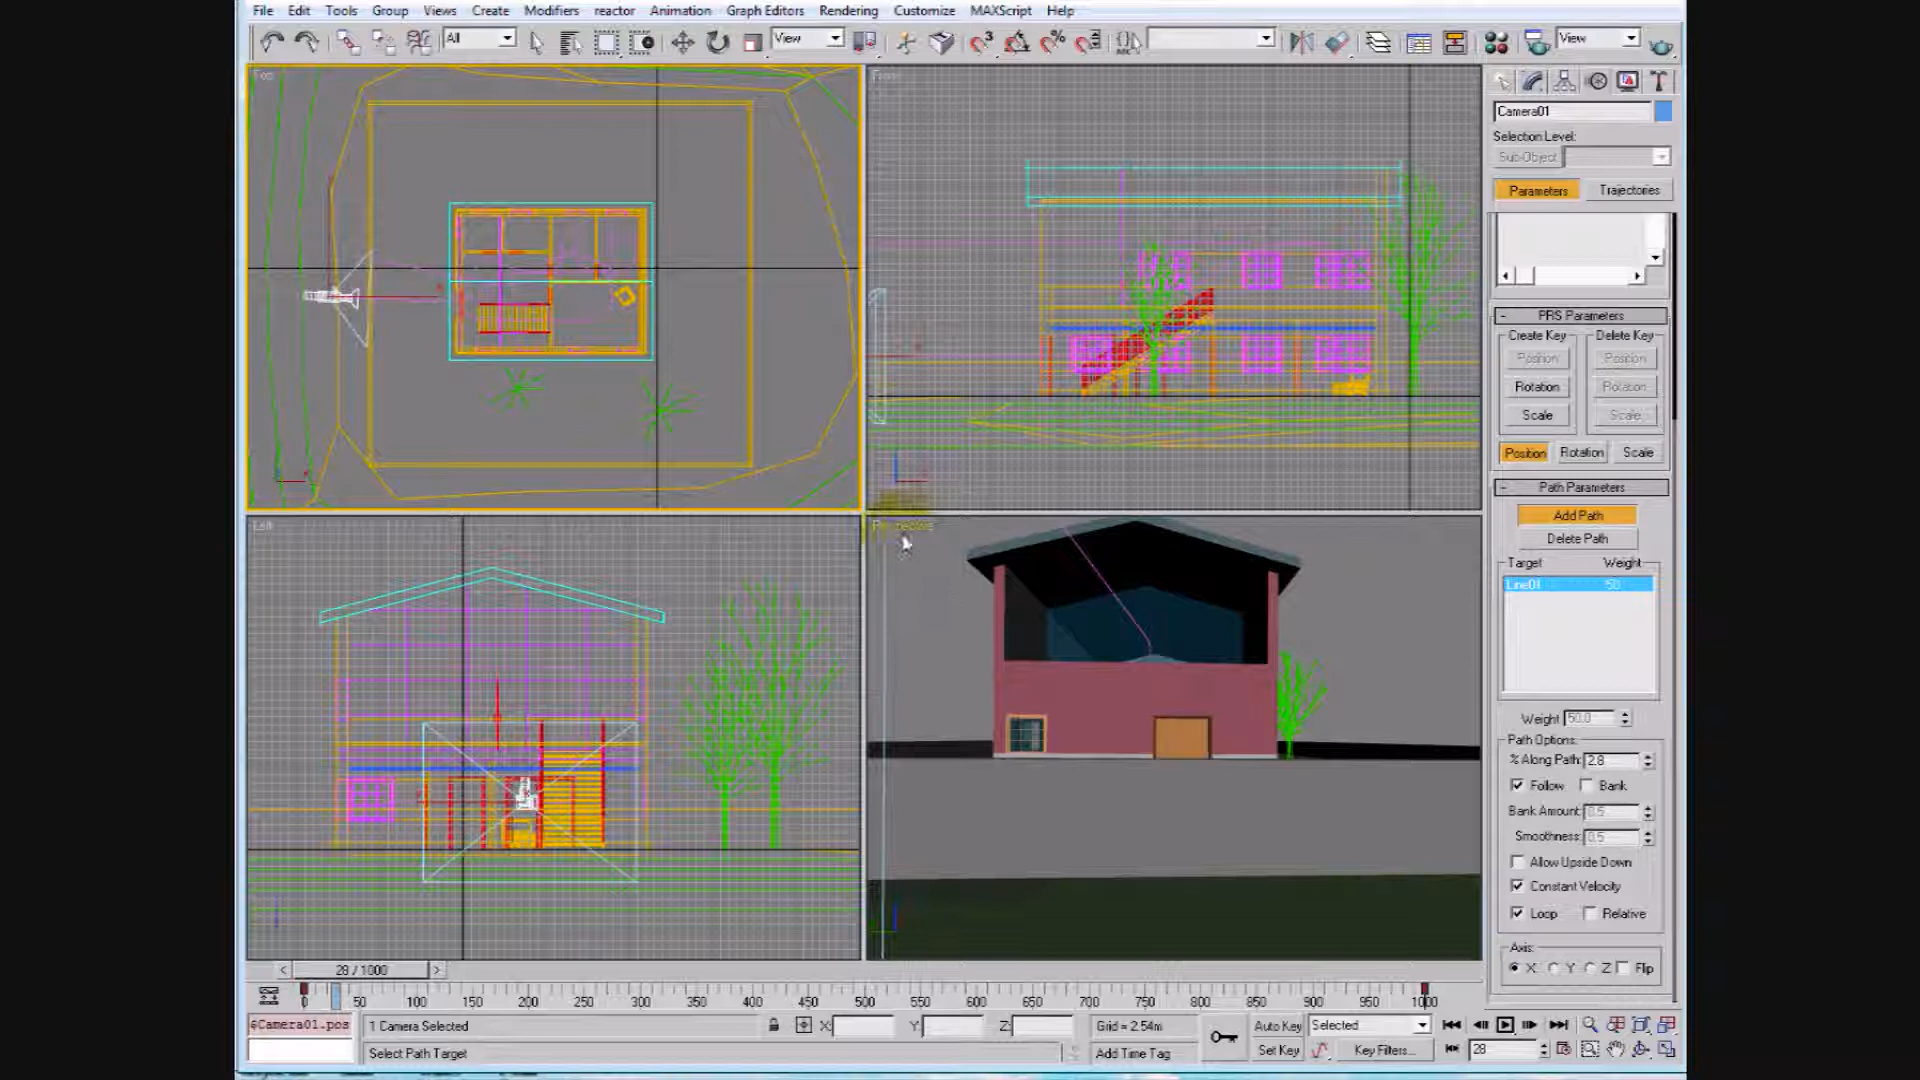 File Edit Tools Group Views Create Modifiers reactor Animation Graph Editors Rendering Customize MAXScript Help
All
View
View
Top
Front
Camera01
Selection Level:
Sub-Object
Parameters Trajectories
PRS Parameters
Create Key Delete Key
Position Position
Rotation Rotation
Scale Scale
Position Rotation Scale
Path Parameters
Add Path
Delete Path
Target Weight
Line01 50
Left
Perspective
Weight 50.0
Path Options:
% Along Path: 2.8
Follow Bank
Bank Amount: 0.5
Smoothness: 0.5
Allow Upside Down
Constant Velocity
Loop Relative
Axis:
X Y Z Flip
< 28 / 1000 >
0 50 100 150 200 250 300 350 400 450 500 550 600 650 700 750 800 850 900 950 1000
@Camera01.pos
1 Camera Selected
X: Y: Z:
Grid = 2.54m
Auto Key Selected
Select Path Target
Add Time Tag
Set Key
Key Filters...
28